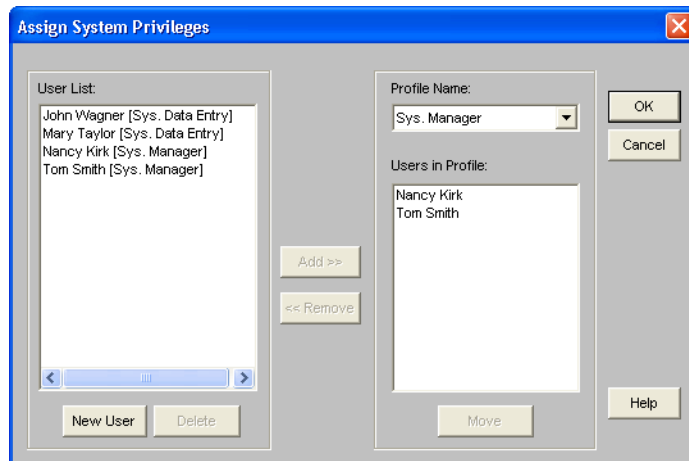 Assign System Privileges
User List:
John Wagner [Sys. Data Entry]
Mary Taylor [Sys. Data Entry]
Nancy Kirk [Sys. Manager]
Tom Smith [Sys. Manager]
New User
Delete
Add >>
<< Remove
Profile Name:
Sys. Manager
Users in Profile:
Nancy Kirk
Tom Smith
Move
OK
Cancel
Help